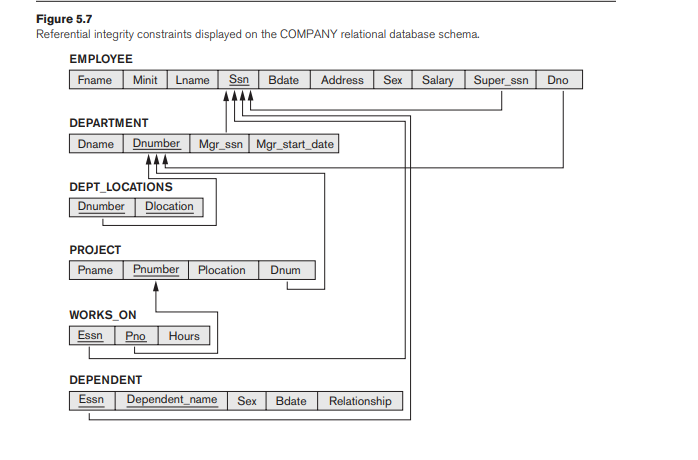 Figure 5.7
Referential integrity constraints displayed on the COMPANY relational database schema.
EMPLOYEE
Fname Minit Lname Ssn Bdate Address Sex Salary Super_ssn Dno
DEPARTMENT
Dname Dnumber Mgr_ssn Mgr_start_date
DEPT_LOCATIONS
Dnumber Dlocation
PROJECT
Pname Pnumber Plocation Dnum
WORKS_ON
Essn Pno Hours
DEPENDENT
Essn Dependent_name Sex Bdate Relationship